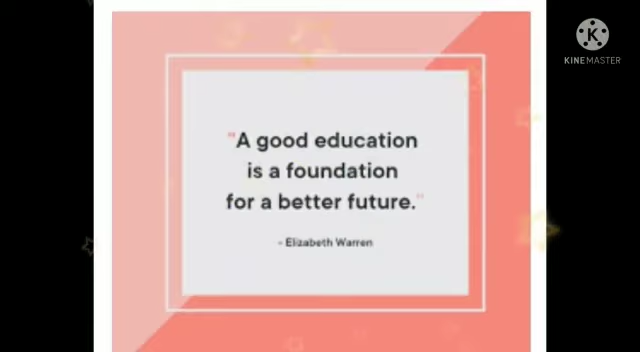 KINEMASTER
"A good education
is a foundation
for a better future."
- Elizabeth Warren